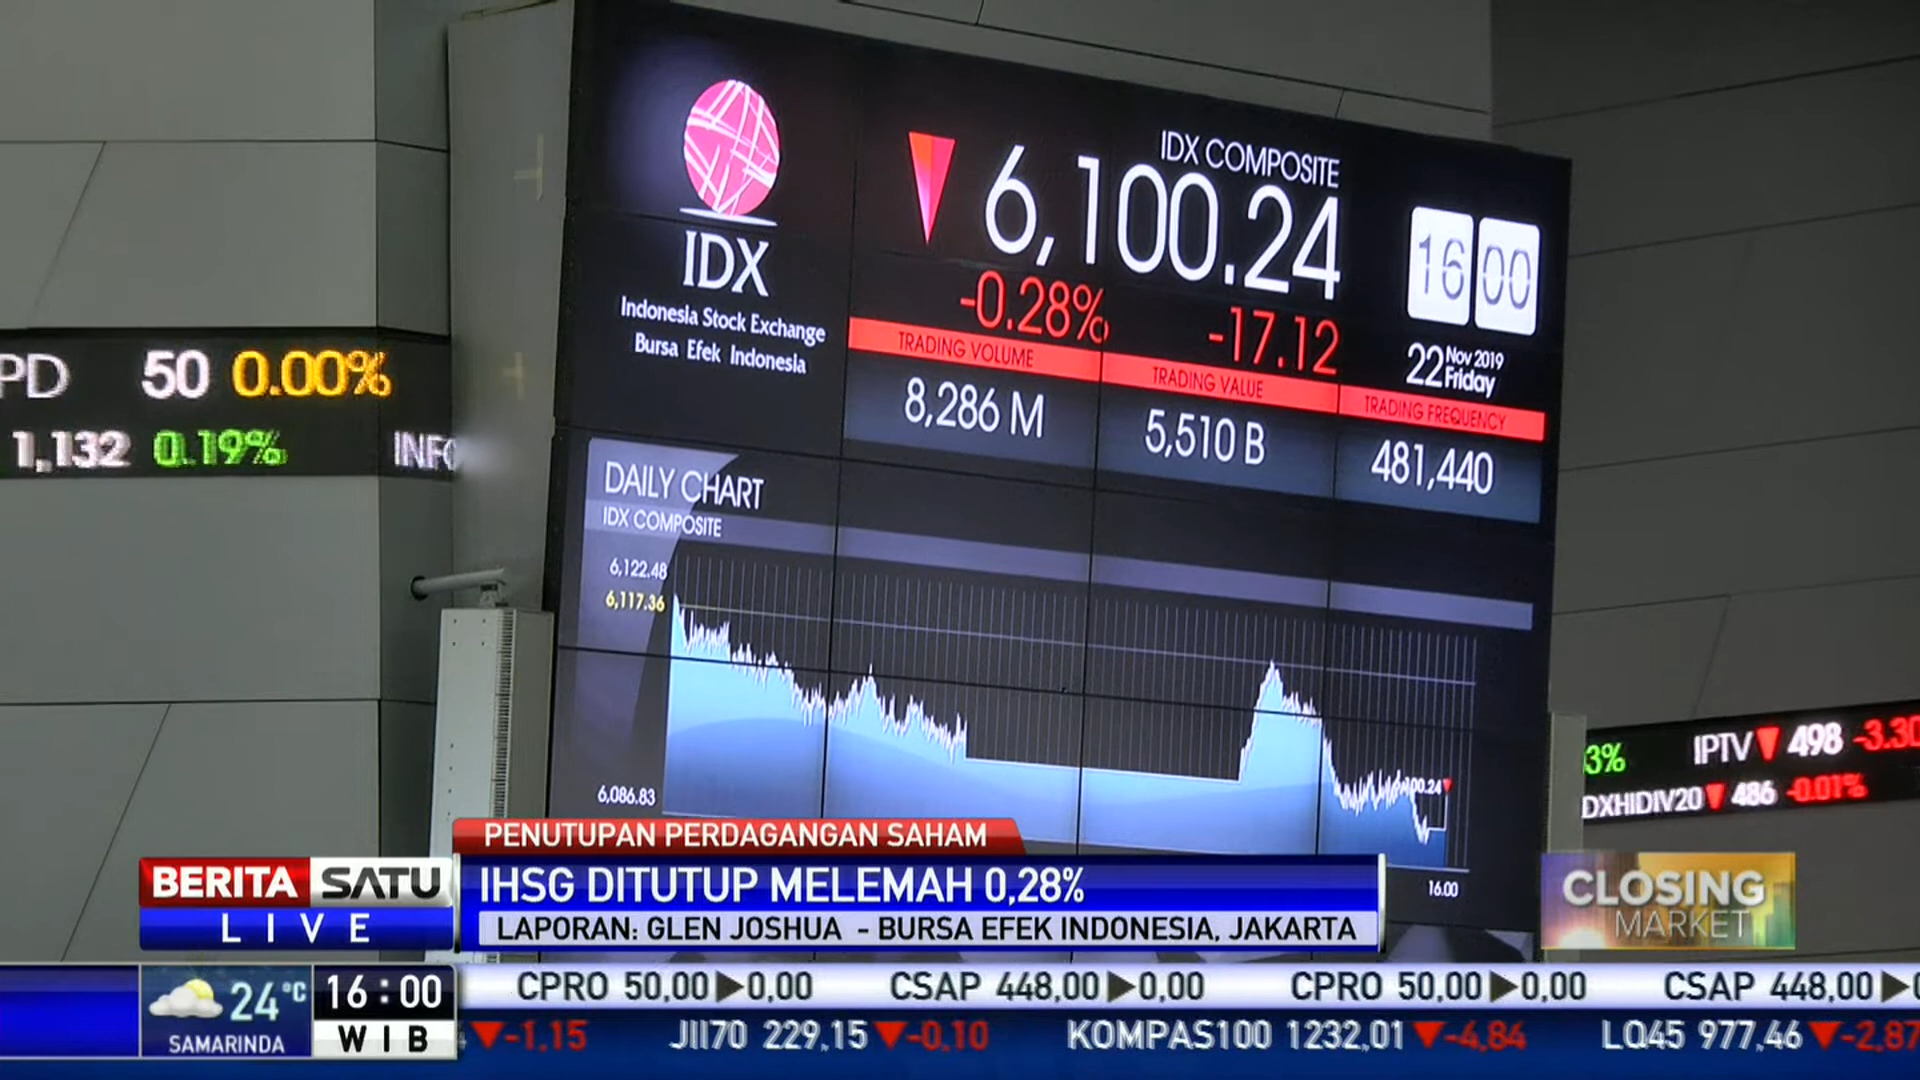 IDX COMPOSITE
6,100.24
-0.28% -17.12
16 00
22 Nov 2019
Friday
IDX
Indonesia Stock Exchange
Bursa Efek Indonesia
TRADING VOLUME
8,286 M
TRADING VALUE
5,510 B
TRADING FREQUENCY
481,440
PD 50 0.00%
1,132 0.19% INFO
DAILY CHART
IDX COMPOSITE
6,122.48
6,117.36
6,086.83
16.00
3% IPTV 498 -3.30
DXHIDIV20 486 -0.01%
PENUTUPAN PERDAGANGAN SAHAM
BERITA SATU
LIVE
IHSG DITUTUP MELEMAH 0,28%
LAPORAN: GLEN JOSHUA - BURSA EFEK INDONESIA, JAKARTA
CLOSING
MARKET
24°C
SAMARINDA
16:00
WIB
CPRO 50,00 0,00 CSAP 448,00 0,00 CPRO 50,00 0,00 CSAP 448,00
-1.15 JII70 229,15 -0,10 KOMPAS100 1232,01 -4,84 LQ45 977,46 -2,87